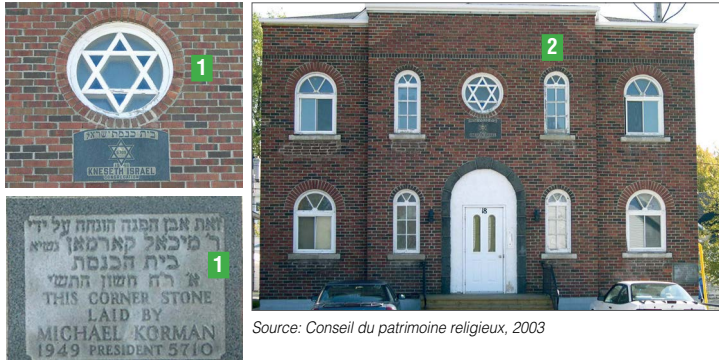 1
בית כנסת ישראל
KNESETH ISRAEL
2
18
1
זאת אבן הפנה הונחה על ידי
ר' מיכאל קארמאן נשיא
בית הכנסת
א' ר"ח חשון התש"י
THIS CORNER STONE
LAID BY
MICHAEL KORMAN
1949 PRESIDENT 5710
Source: Conseil du patrimoine religieux, 2003